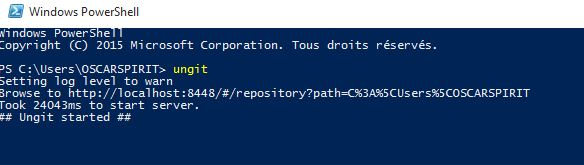 Windows PowerShell
Windows PowerShell
Copyright (C) 2015 Microsoft Corporation. Tous droits réservés.
PS C:\Users\OSCARSPIRIT> ungit
Setting log level to warn
Browse to http://localhost:8448/#/repository?path=C%3A%5CUsers%5COSCARSPIRIT
Took 24043ms to start server.
## Ungit started ##